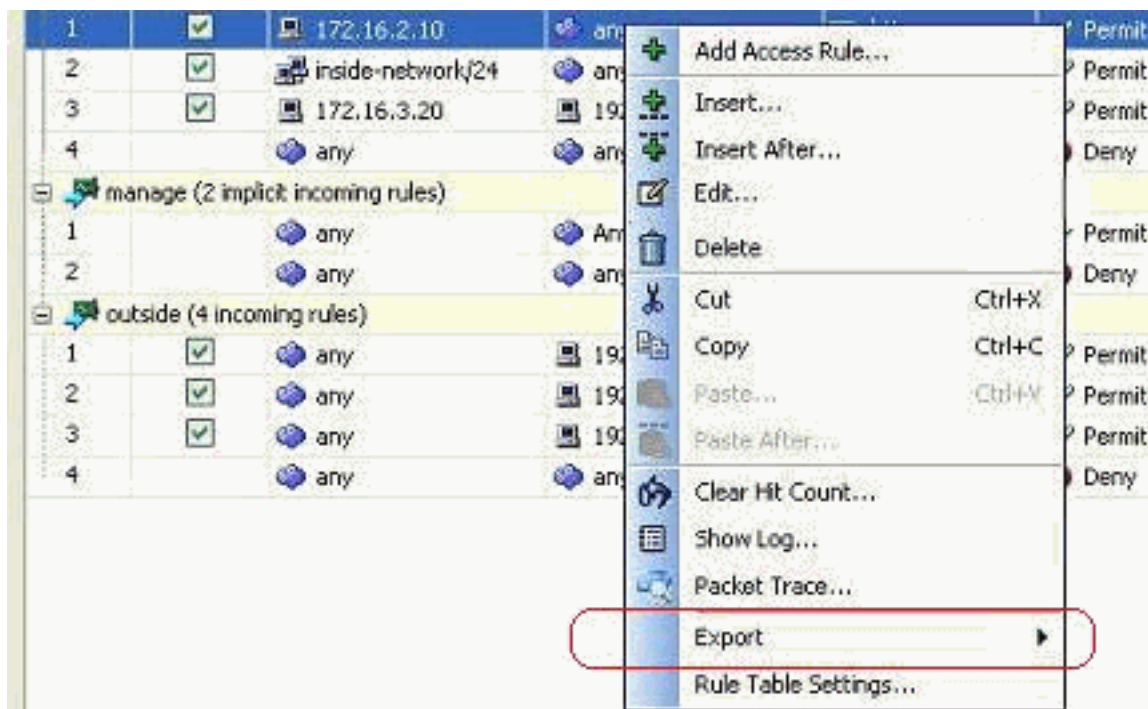 1 172.16.2.10 Permit
Add Access Rule...
2 inside-network/24 Permit
Insert...
3 172.16.3.20 Permit
Insert After...
4 any Deny
manage (2 implicit incoming rules)
Edit...
1 any Permit
Delete
2 any Deny
Cut Ctrl+X
outside (4 incoming rules)
1 any Permit
Copy Ctrl+C
2 any Permit
Paste... Ctrl+V
3 any Permit
Paste After...
4 any Deny
Clear Hit Count...
Show Log...
Packet Trace...
Export
Rule Table Settings...